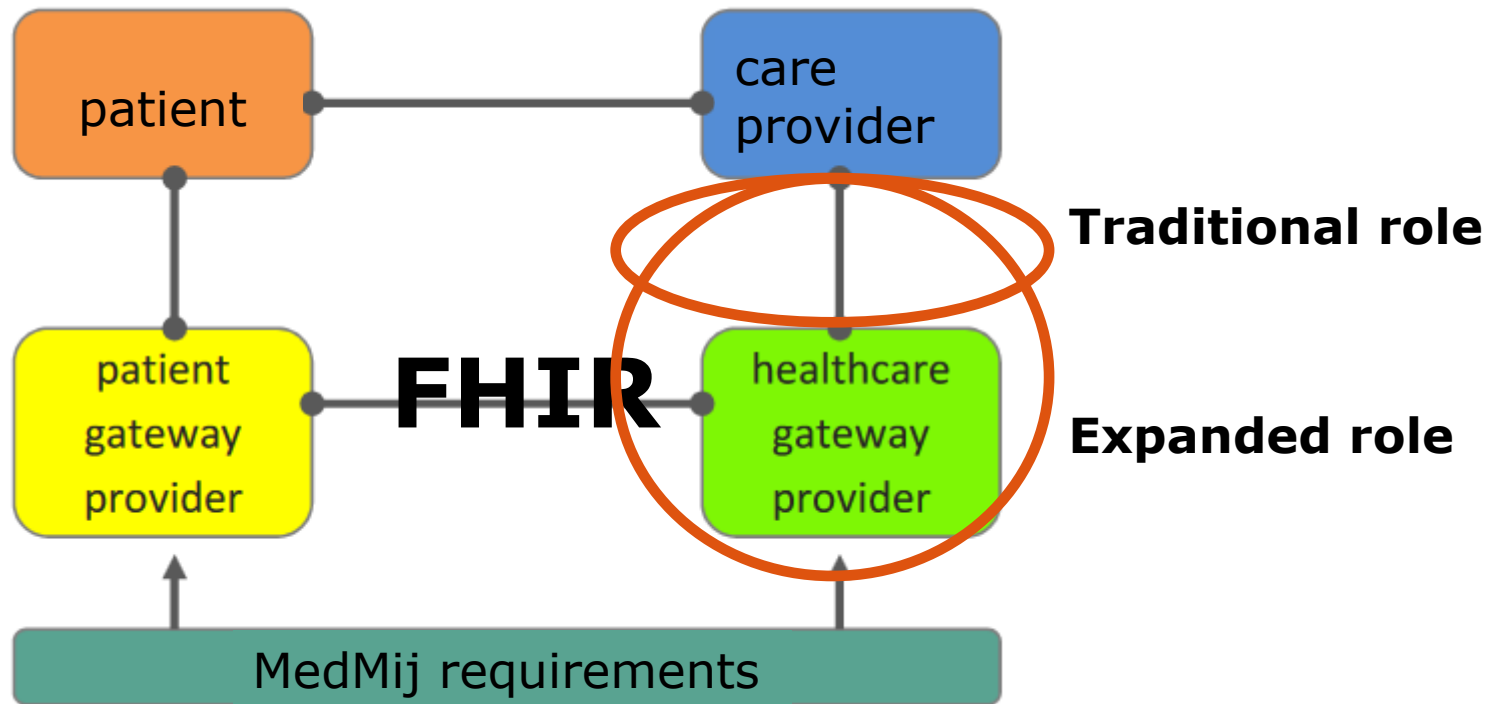 patient
care
provider
Traditional role
patient
gateway
provider
FHIR
healthcare
gateway
provider
Expanded role
MedMij requirements